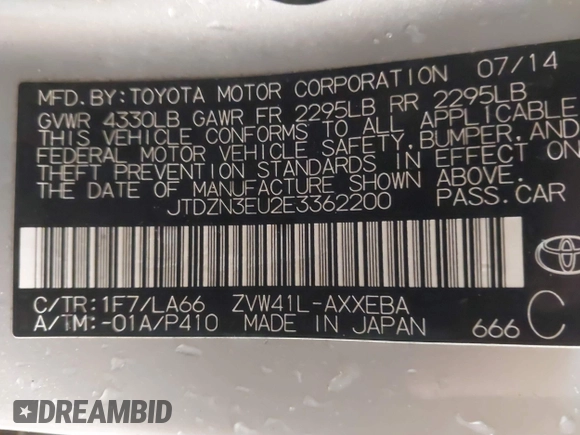 MFD.BY:TOYOTA MOTOR CORPORATION 07/14
GVWR 4330LB GAWR FR 2295LB RR 2295LB
THIS VEHICLE CONFORMS TO ALL APPLICABLE
FEDERAL MOTOR VEHICLE SAFETY,BUMPER,AND
THEFT PREVENTION STANDARDS IN EFFECT ON
THE DATE OF MANUFACTURE SHOWN ABOVE.
JTDZN3EU2E3362200 PASS.CAR
C/TR:1F7/LA66 ZVW41L-AXXEBA
A/TM:-01A/P410 MADE IN JAPAN 666 C
DREAMBID